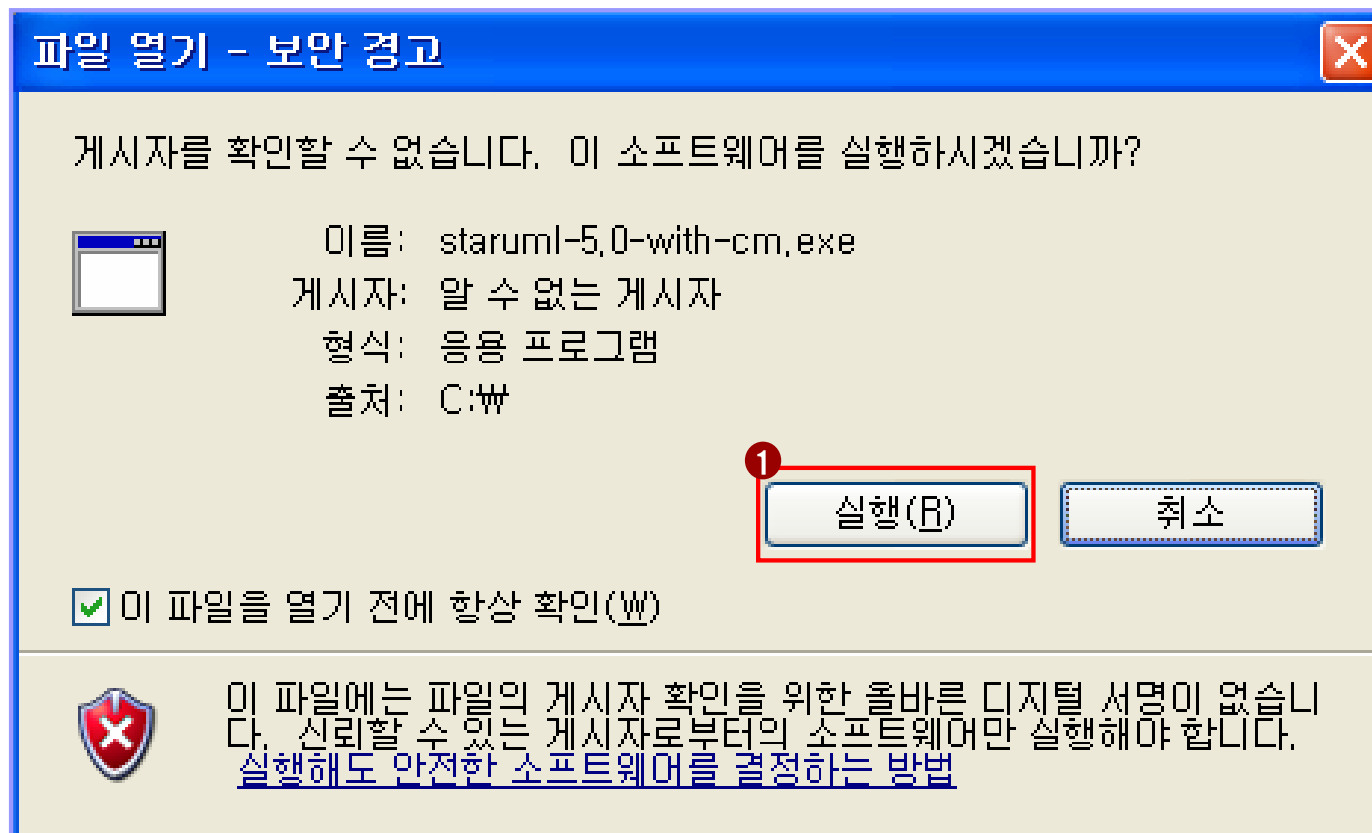 파일 열기 - 보안 경고
게시자를 확인할 수 없습니다. 이 소프트웨어를 실행하시겠습니까?
이름: staruml-5.0-with-cm.exe
게시자: 알 수 없는 게시자
형식: 응용 프로그램
출처: C:₩
1
실행(R) 취소
이 파일을 열기 전에 항상 확인(W)
이 파일에는 파일의 게시자 확인을 위한 올바른 디지털 서명이 없습니
다. 신뢰할 수 있는 게시자로부터의 소프트웨어만 실행해야 합니다.
실행해도 안전한 소프트웨어를 결정하는 방법